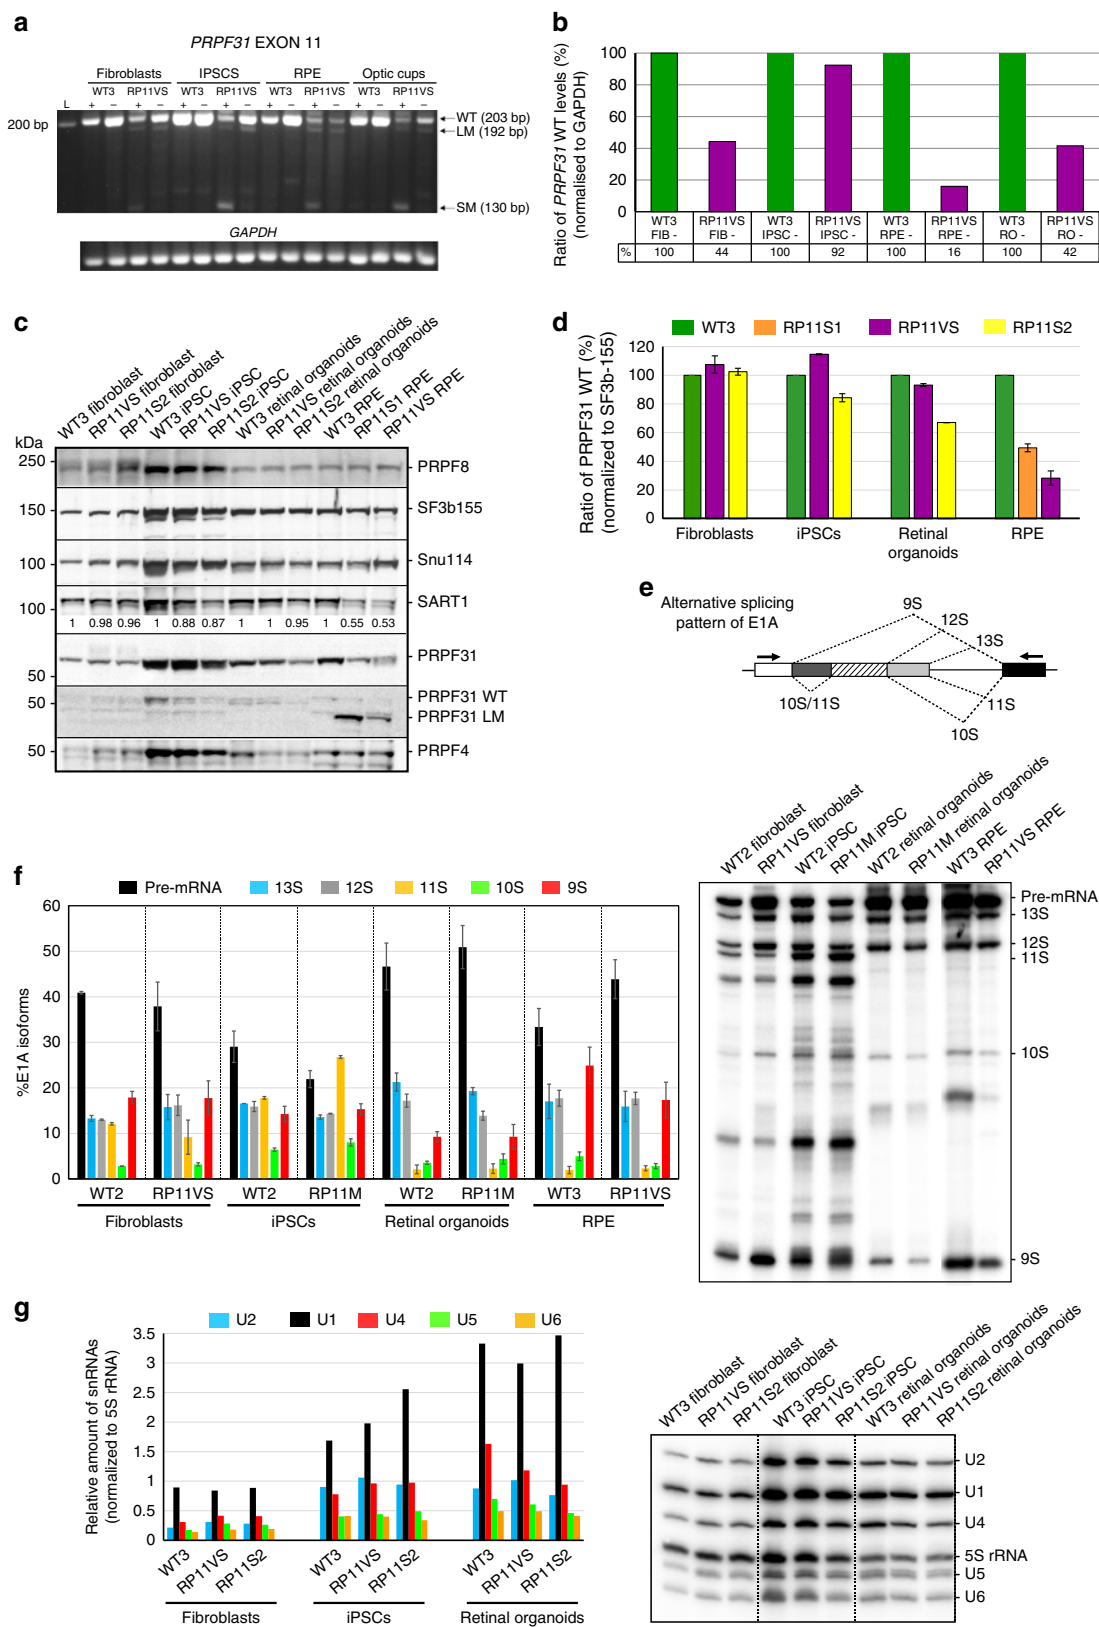 a
PRPF31 EXON 11
Fibroblasts IPSCS RPE Optic cups
WT3 RP11VS WT3 RP11VS WT3 RP11VS WT3 RP11VS
L + – + – + – + – + – + – + – + –
200 bp
WT (203 bp)
LM (192 bp)
SM (130 bp)
GAPDH
b
Ratio of PRPF31 WT levels (%)
(normalised to GAPDH)
100
80
60
40
20
0
WT3 FIB - RP11VS FIB - WT3 IPSC - RP11VS IPSC - WT3 RPE - RP11VS RPE - WT3 RO - RP11VS RO -
% 100 44 100 92 100 16 100 42
c
WT3 fibroblast
RP11VS fibroblast
RP11S2 fibroblast
WT3 iPSC
RP11VS iPSC
RP11S2 iPSC
WT3 retinal organoids
RP11VS retinal organoids
RP11S2 retinal organoids
WT3 RPE
RP11S1 RPE
RP11VS RPE
kDa
250 PRPF8
150 SF3b155
100 Snu114
100 SART1
1 0.98 0.96 1 0.88 0.87 1 1 0.95 1 0.55 0.53
50 PRPF31
50 PRPF31 WT
PRPF31 LM
50 PRPF4
d
WT3 RP11S1 RP11VS RP11S2
Ratio of PRPF31 WT (%)
(normalized to SF3b-155)
120
100
80
60
40
20
0
Fibroblasts iPSCs Retinal organoids RPE
e
Alternative splicing
pattern of E1A
9S
12S
13S
10S/11S
11S
10S
WT2 fibroblast
RP11VS fibroblast
WT2 iPSC
RP11M iPSC
WT2 retinal organoids
RP11M retinal organoids
WT3 RPE
RP11VS RPE
Pre-mRNA
13S
12S
11S
10S
9S
f
Pre-mRNA 13S 12S 11S 10S 9S
%E1A isoforms
60
50
40
30
20
10
0
WT2 RP11VS WT2 RP11M WT2 RP11M WT3 RP11VS
Fibroblasts iPSCs Retinal organoids RPE
g
U2 U1 U4 U5 U6
Relative amount of snRNAs
(normalized to 5S rRNA)
3.5
3
2.5
2
1.5
1
0.5
0
WT3 RP11VS RP11S2 WT3 RP11VS RP11S2 WT3 RP11VS RP11S2
Fibroblasts iPSCs Retinal organoids
WT3 fibroblast
RP11VS fibroblast
RP11S2 fibroblast
WT3 iPSC
RP11VS iPSC
RP11S2 iPSC
WT3 retinal organoids
RP11VS retinal organoids
RP11S2 retinal organoids
U2
U1
U4
5S rRNA
U5
U6